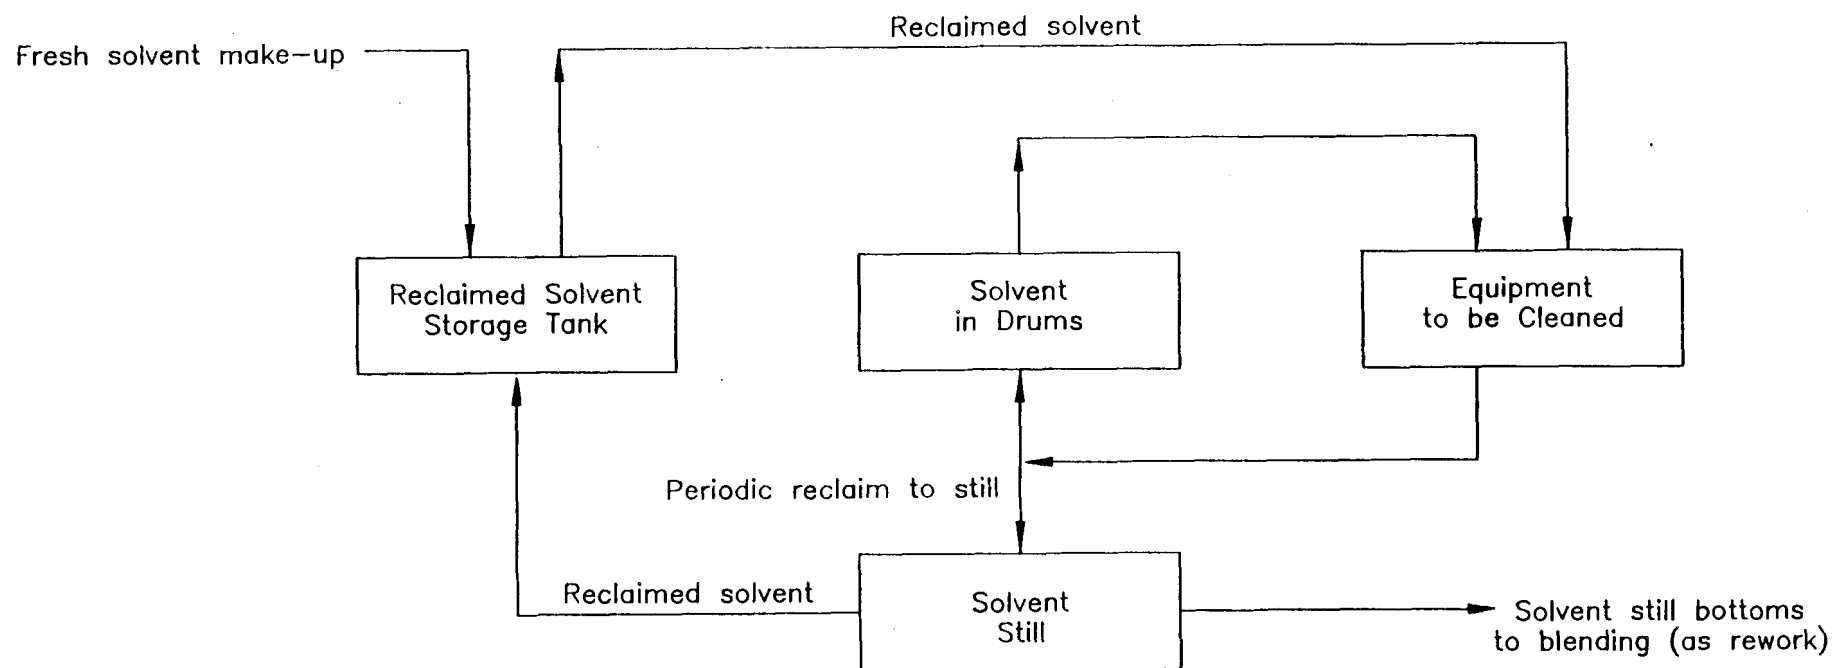 Reclaimed solvent
Fresh solvent make-up
Reclaimed Solvent
Storage Tank
Solvent
in Drums
Equipment
to be Cleaned
Periodic reclaim to still
Reclaimed solvent
Solvent
Still
Solvent still bottoms
to blending (as rework)